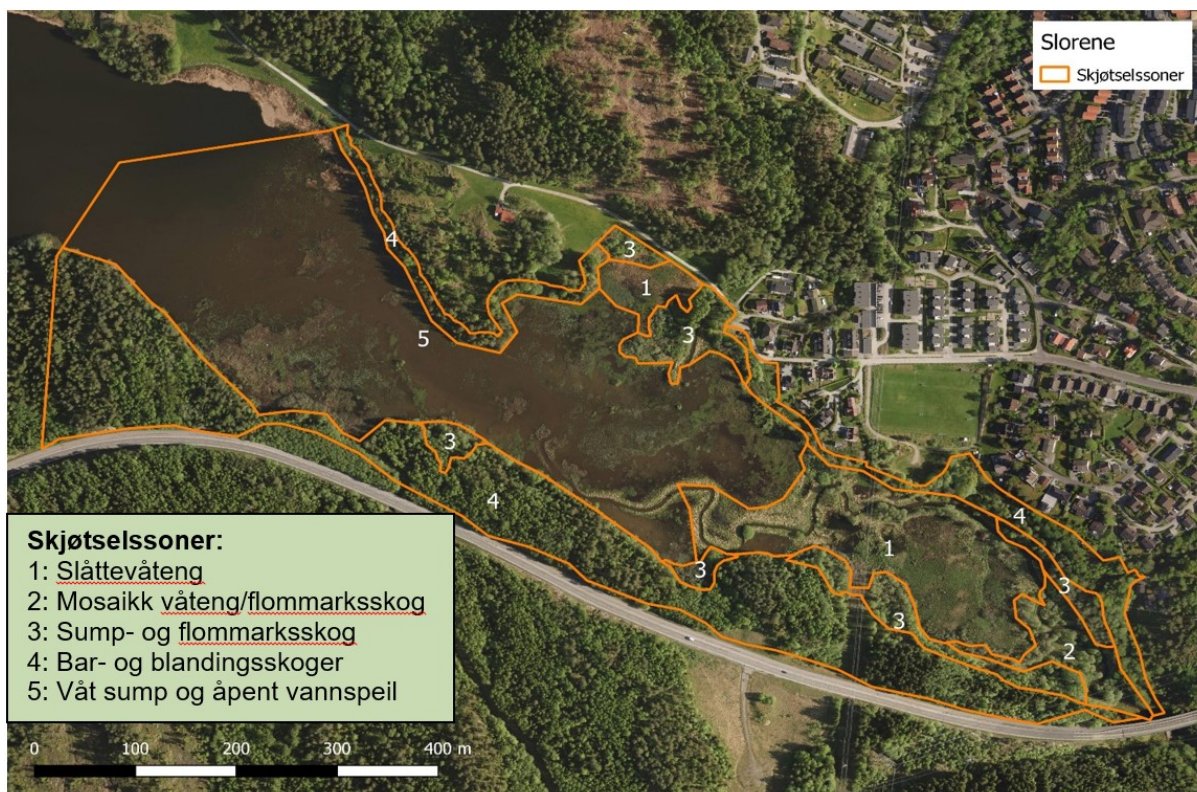 Slorene
Skjøtselssoner
3
4
1
5
3
3
4
4
1
3
3
3
2
Skjøtselssoner:
1: Slåttevåteng
2: Mosaikk våteng/flommarksskog
3: Sump- og flommarksskog
4: Bar- og blandingsskoger
5: Våt sump og åpent vannspeil
0 100 200 300 400 m